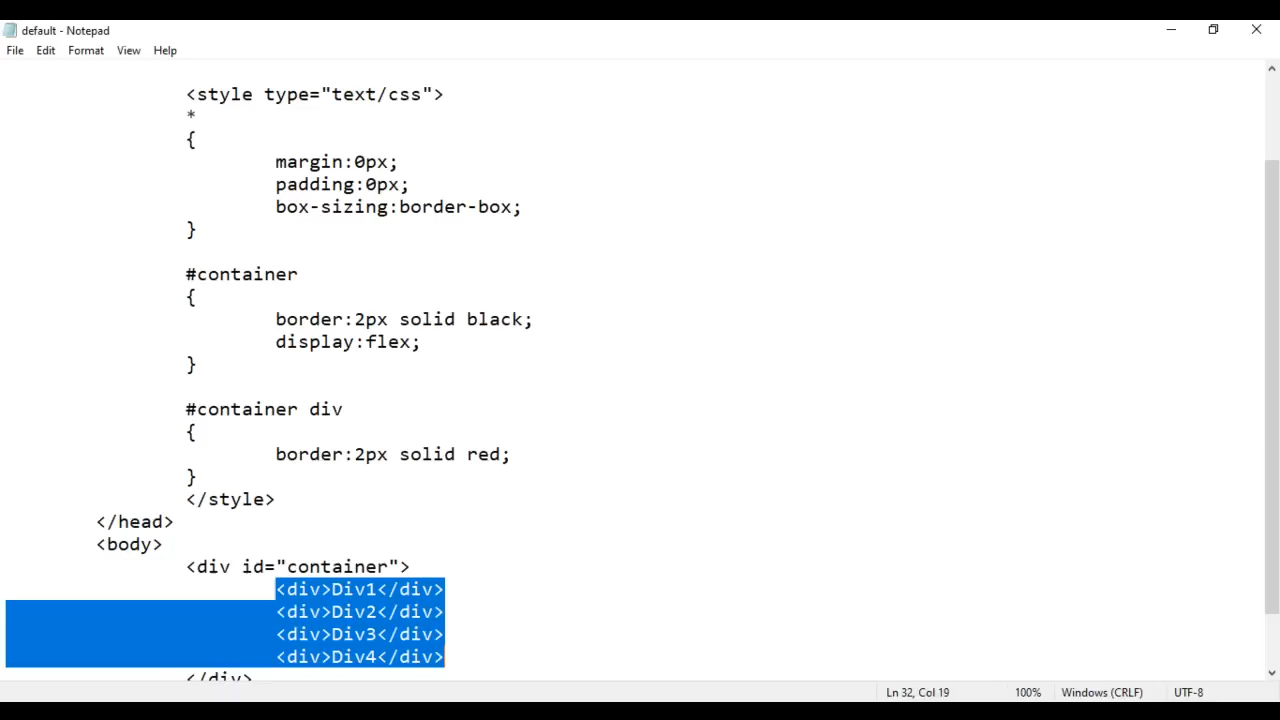 default - Notepad
File Edit Format View Help
<style type="text/css">
*
{
margin:0px;
padding:0px;
box-sizing:border-box;
}
#container
{
border:2px solid black;
display:flex;
}
#container div
{
border:2px solid red;
}
</style>
</head>
<body>
<div id="container">
<div>Div1</div>
<div>Div2</div>
<div>Div3</div>
<div>Div4</div>
</div>
Ln 32, Col 19 100% Windows (CRLF) UTF-8